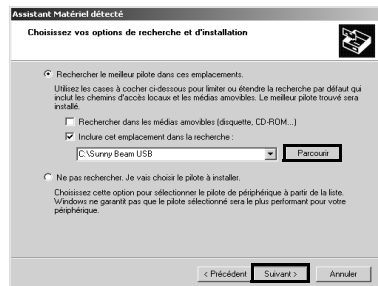 Assistant Matériel détecté
Choisissez vos options de recherche et d'installation
Rechercher le meilleur pilote dans ces emplacements.
Utilisez les cases à cocher ci-dessous pour limiter ou étendre la recherche par défaut qui
inclut les chemins d'accès locaux et les médias amovibles. Le meilleur pilote trouvé sera
installé.
Rechercher dans les médias amovibles (disquette, CD-ROM...)
Inclure cet emplacement dans la recherche :
C:\Sunny Beam USB
Parcourir
Ne pas rechercher. Je vais choisir le pilote à installer.
Choisissez cette option pour sélectionner le pilote de périphérique à partir de la liste.
Windows ne garantit pas que le pilote sélectionné sera le plus performant pour votre
périphérique.
< Précédent
Suivant >
Annuler